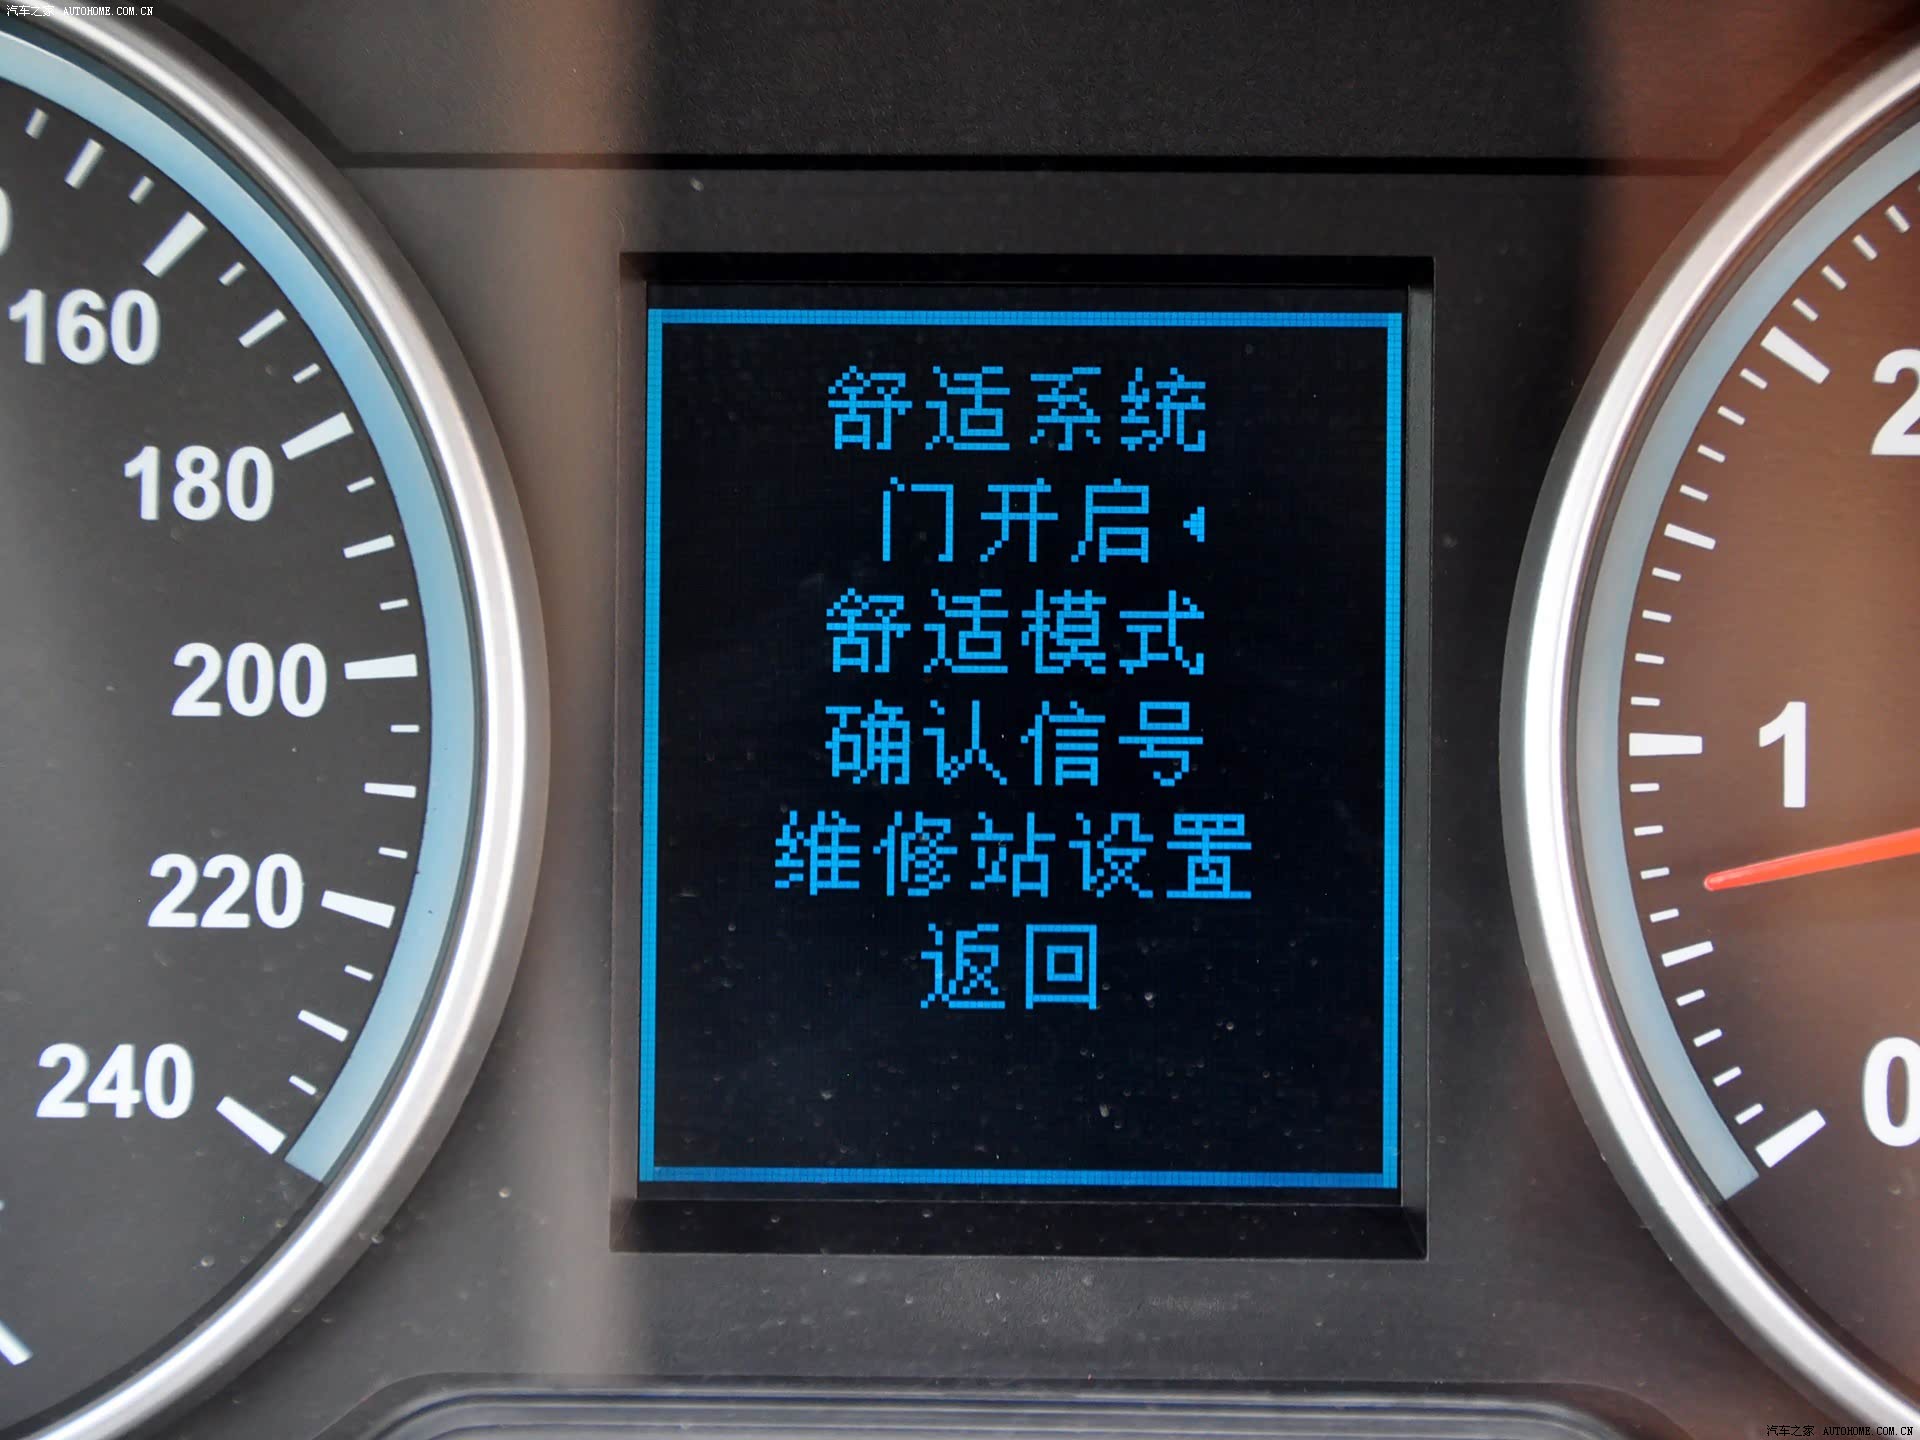 汽车之家 AUTOHOME.COM.CN
160
180
200
220
240
舒适系统
门开启
舒适模式
确认信号
维修站设置
返回
2
1
0
汽车之家 AUTOHOME.COM.CN